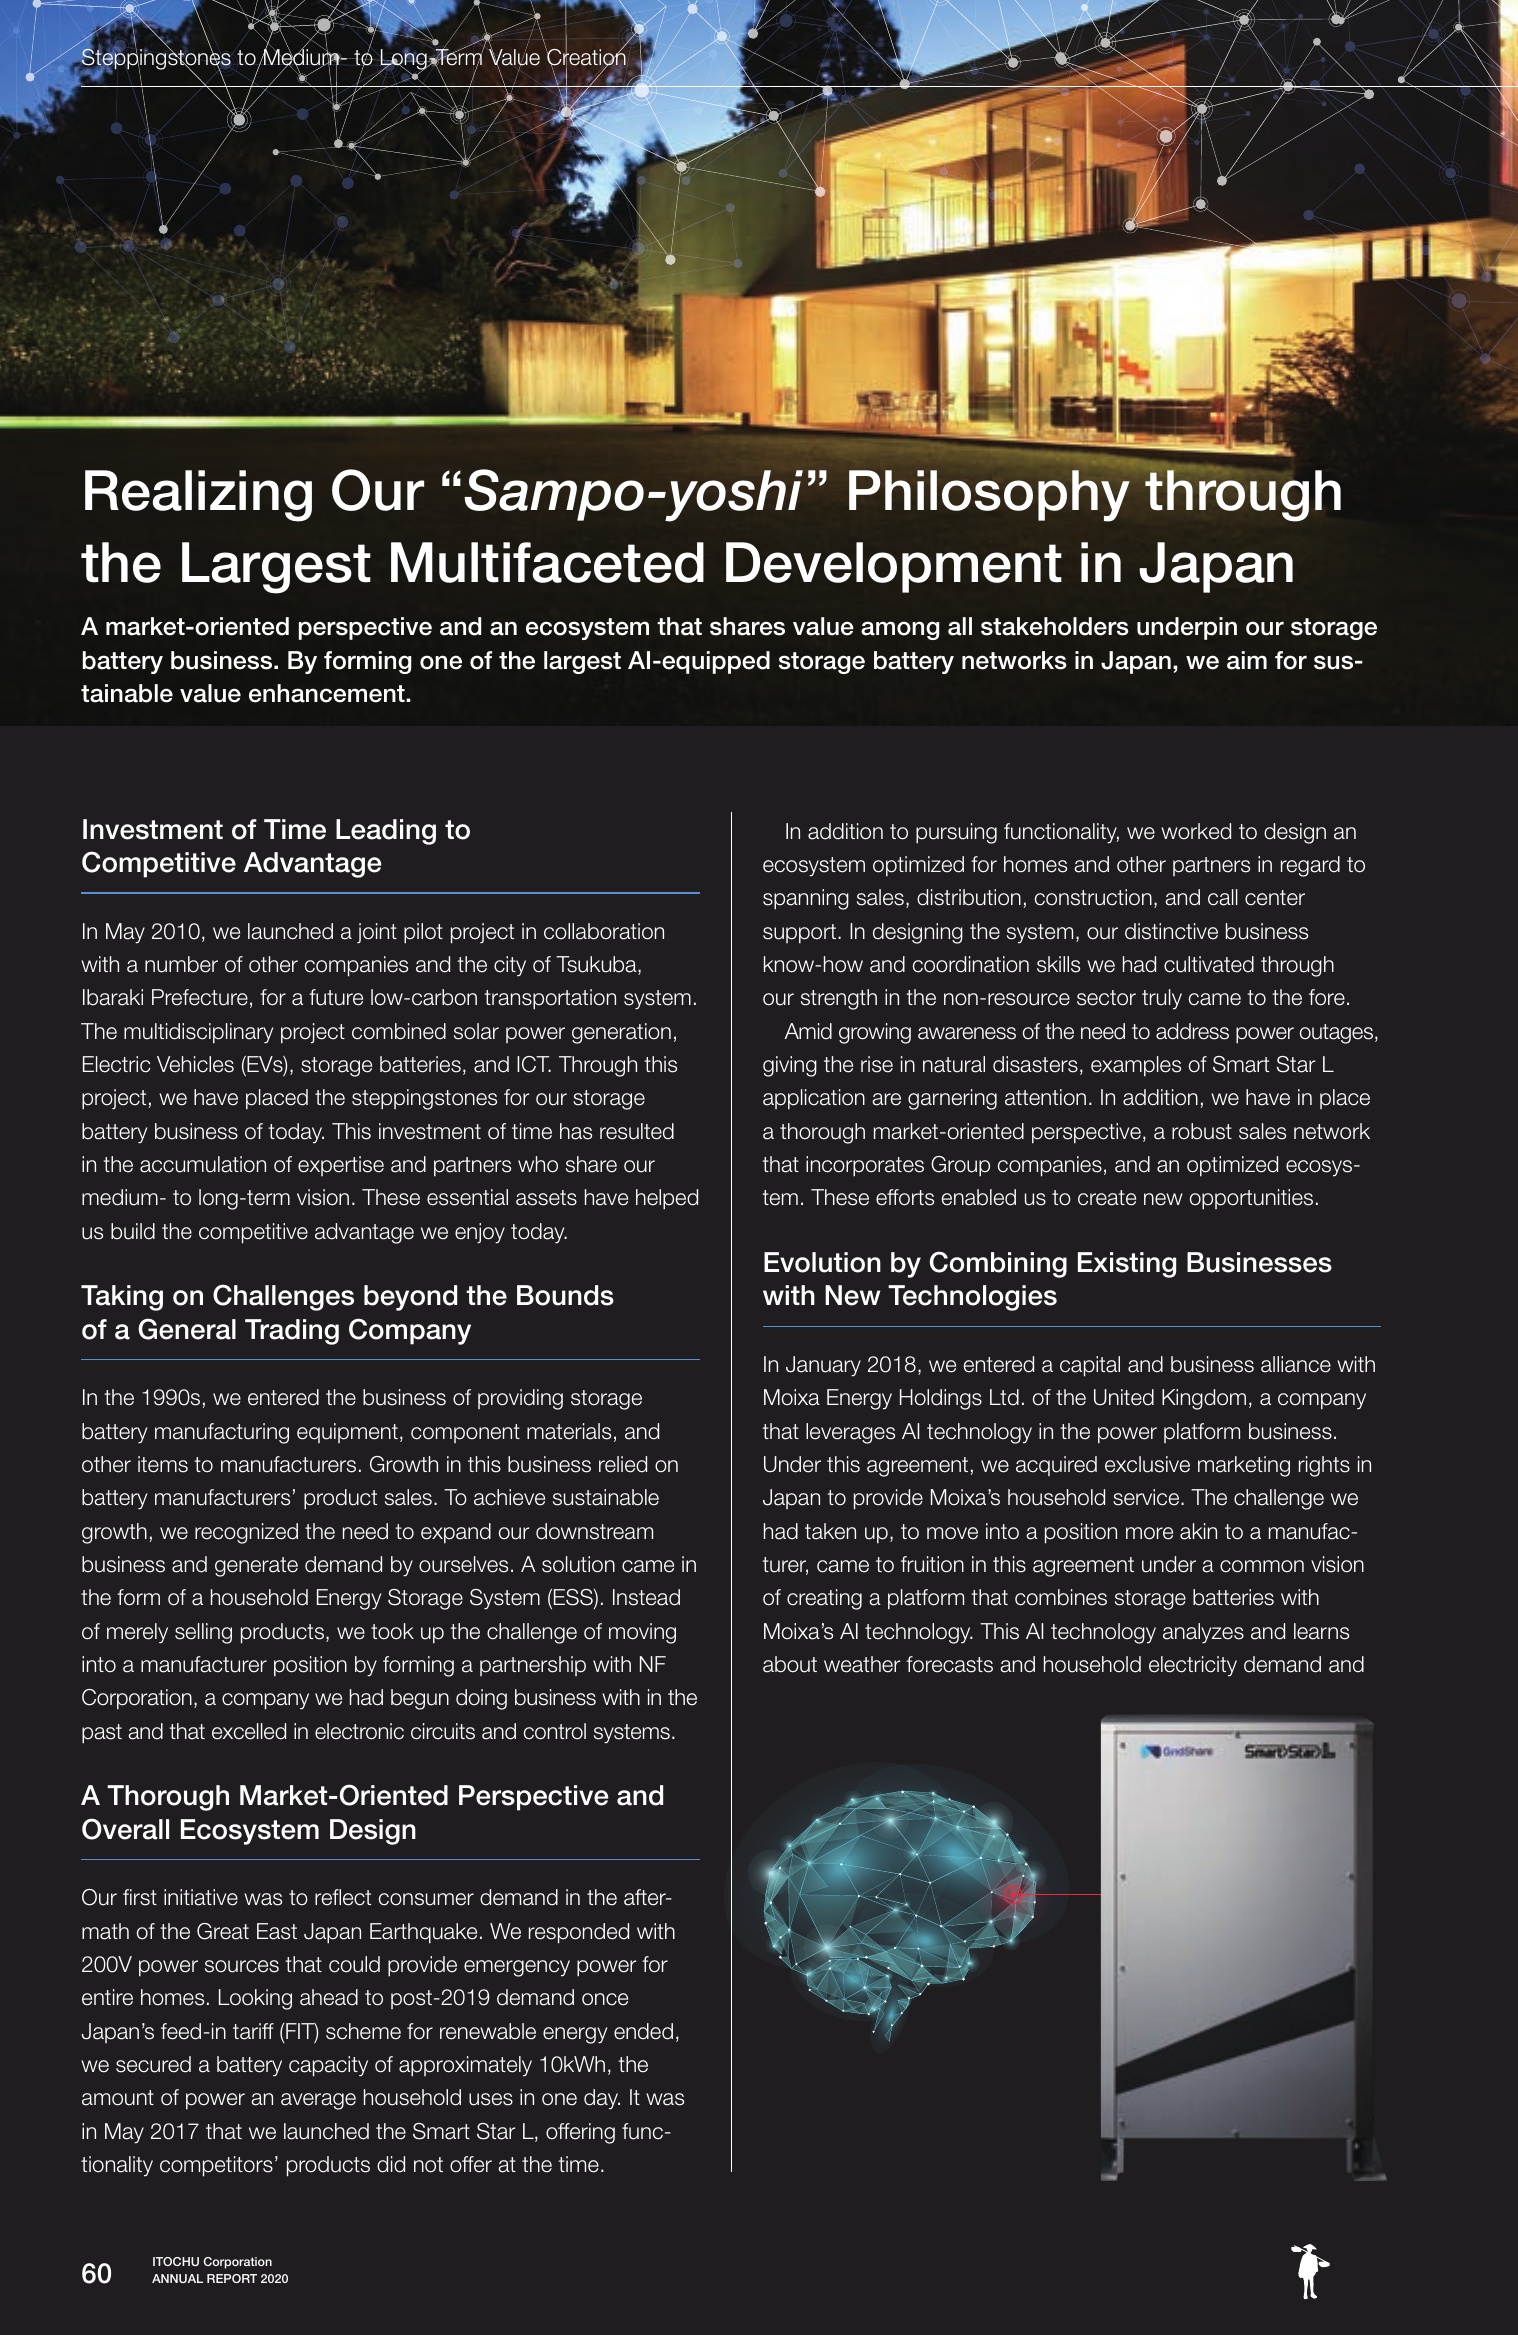 Steppingstones to Medium- to Long-Term Value Creation
Realizing Our “Sampo-yoshi” Philosophy through
the Largest Multifaceted Development in Japan
A market-oriented perspective and an ecosystem that shares value among all stakeholders underpin our storage
battery business. By forming one of the largest AI-equipped storage battery networks in Japan, we aim for sus-
tainable value enhancement.
Investment of Time Leading to
Competitive Advantage
In May 2010, we launched a joint pilot project in collaboration
with a number of other companies and the city of Tsukuba,
Ibaraki Prefecture, for a future low-carbon transportation system.
The multidisciplinary project combined solar power generation,
Electric Vehicles (EVs), storage batteries, and ICT. Through this
project, we have placed the steppingstones for our storage
battery business of today. This investment of time has resulted
in the accumulation of expertise and partners who share our
medium- to long-term vision. These essential assets have helped
us build the competitive advantage we enjoy today.
Taking on Challenges beyond the Bounds
of a General Trading Company
In the 1990s, we entered the business of providing storage
battery manufacturing equipment, component materials, and
other items to manufacturers. Growth in this business relied on
battery manufacturers’ product sales. To achieve sustainable
growth, we recognized the need to expand our downstream
business and generate demand by ourselves. A solution came in
the form of a household Energy Storage System (ESS). Instead
of merely selling products, we took up the challenge of moving
into a manufacturer position by forming a partnership with NF
Corporation, a company we had begun doing business with in the
past and that excelled in electronic circuits and control systems.
A Thorough Market-Oriented Perspective and
Overall Ecosystem Design
Our first initiative was to reflect consumer demand in the after-
math of the Great East Japan Earthquake. We responded with
200V power sources that could provide emergency power for
entire homes. Looking ahead to post-2019 demand once
Japan’s feed-in tariff (FIT) scheme for renewable energy ended,
we secured a battery capacity of approximately 10kWh, the
amount of power an average household uses in one day. It was
in May 2017 that we launched the Smart Star L, offering func-
tionality competitors’ products did not offer at the time.
In addition to pursuing functionality, we worked to design an
ecosystem optimized for homes and other partners in regard to
spanning sales, distribution, construction, and call center
support. In designing the system, our distinctive business
know-how and coordination skills we had cultivated through
our strength in the non-resource sector truly came to the fore.
Amid growing awareness of the need to address power outages,
giving the rise in natural disasters, examples of Smart Star L
application are garnering attention. In addition, we have in place
a thorough market-oriented perspective, a robust sales network
that incorporates Group companies, and an optimized ecosys-
tem. These efforts enabled us to create new opportunities.
Evolution by Combining Existing Businesses
with New Technologies
In January 2018, we entered a capital and business alliance with
Moixa Energy Holdings Ltd. of the United Kingdom, a company
that leverages AI technology in the power platform business.
Under this agreement, we acquired exclusive marketing rights in
Japan to provide Moixa’s household service. The challenge we
had taken up, to move into a position more akin to a manufac-
turer, came to fruition in this agreement under a common vision
of creating a platform that combines storage batteries with
Moixa’s AI technology. This AI technology analyzes and learns
about weather forecasts and household electricity demand and
GridShare
Smart Star L
60
ITOCHU Corporation
ANNUAL REPORT 2020